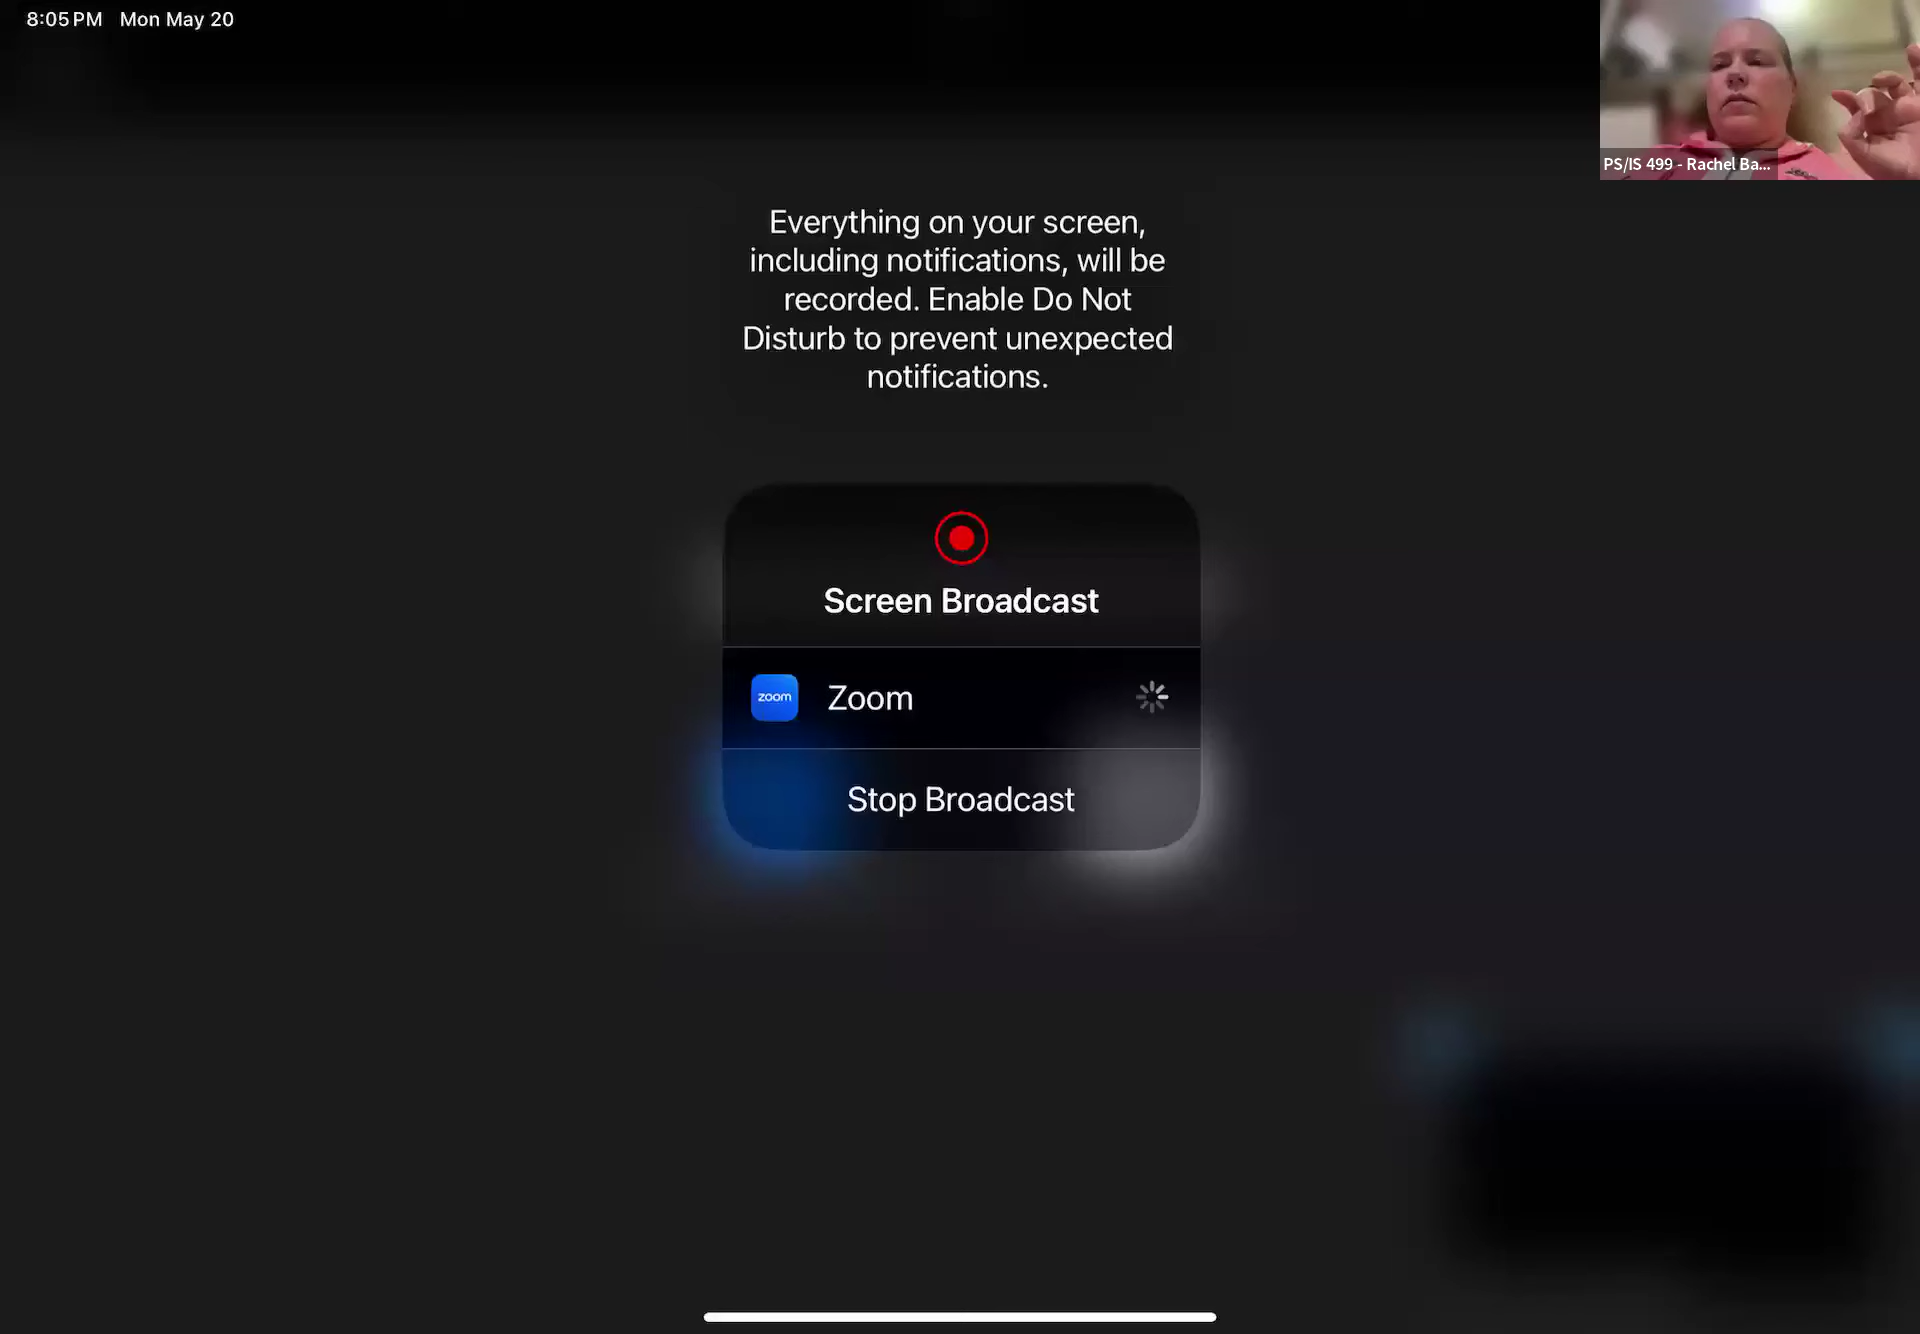 8:05 PM Mon May 20
PS/IS 499 - Rachel Ba...
Everything on your screen,
including notifications, will be
recorded. Enable Do Not
Disturb to prevent unexpected
notifications.
Screen Broadcast
zoom Zoom
Stop Broadcast